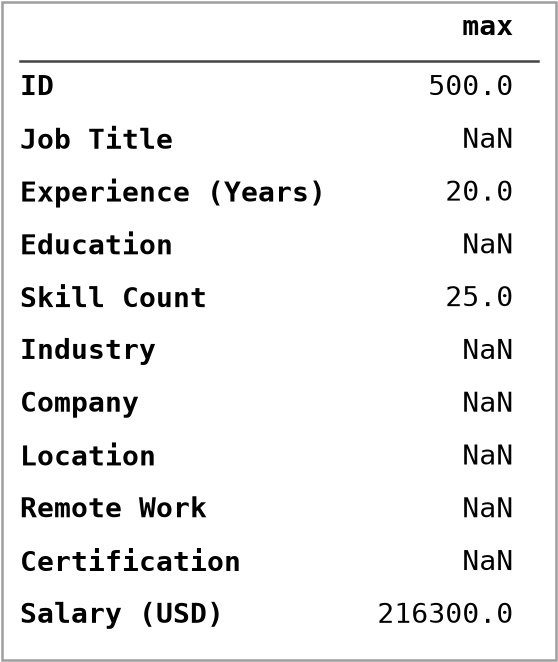 max
ID 500.0
Job Title NaN
Experience (Years) 20.0
Education NaN
Skill Count 25.0
Industry NaN
Company NaN
Location NaN
Remote Work NaN
Certification NaN
Salary (USD) 216300.0